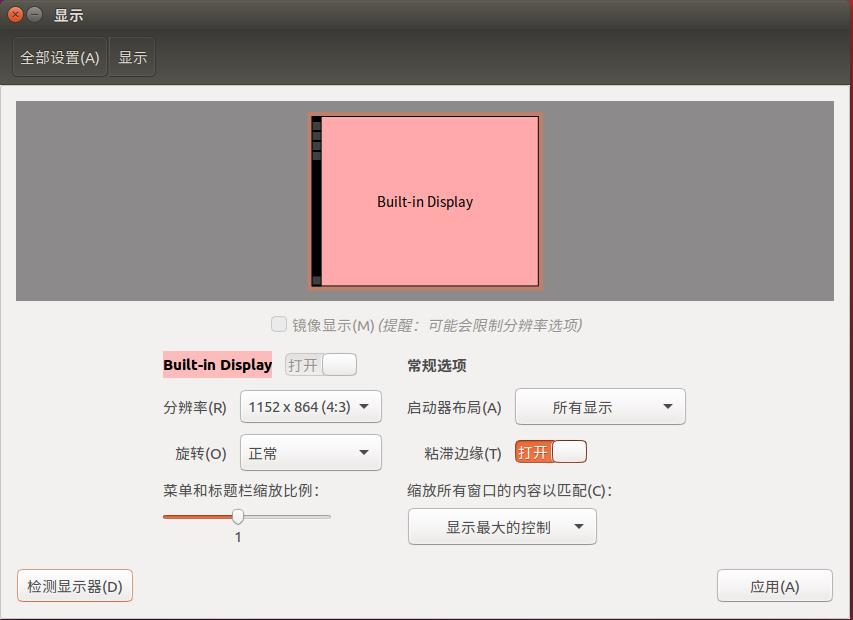 显示
全部设置(A) 显示
Built-in Display
镜像显示(M) (提醒：可能会限制分辨率选项)
Built-in Display 打开 常规选项
分辨率(R) 1152 x 864 (4:3) 启动器布局(A) 所有显示
旋转(O) 正常 粘滞边缘(T) 打开
菜单和标题栏缩放比例： 缩放所有窗口的内容以匹配(C)：
1 显示最大的控制
检测显示器(D) 应用(A)